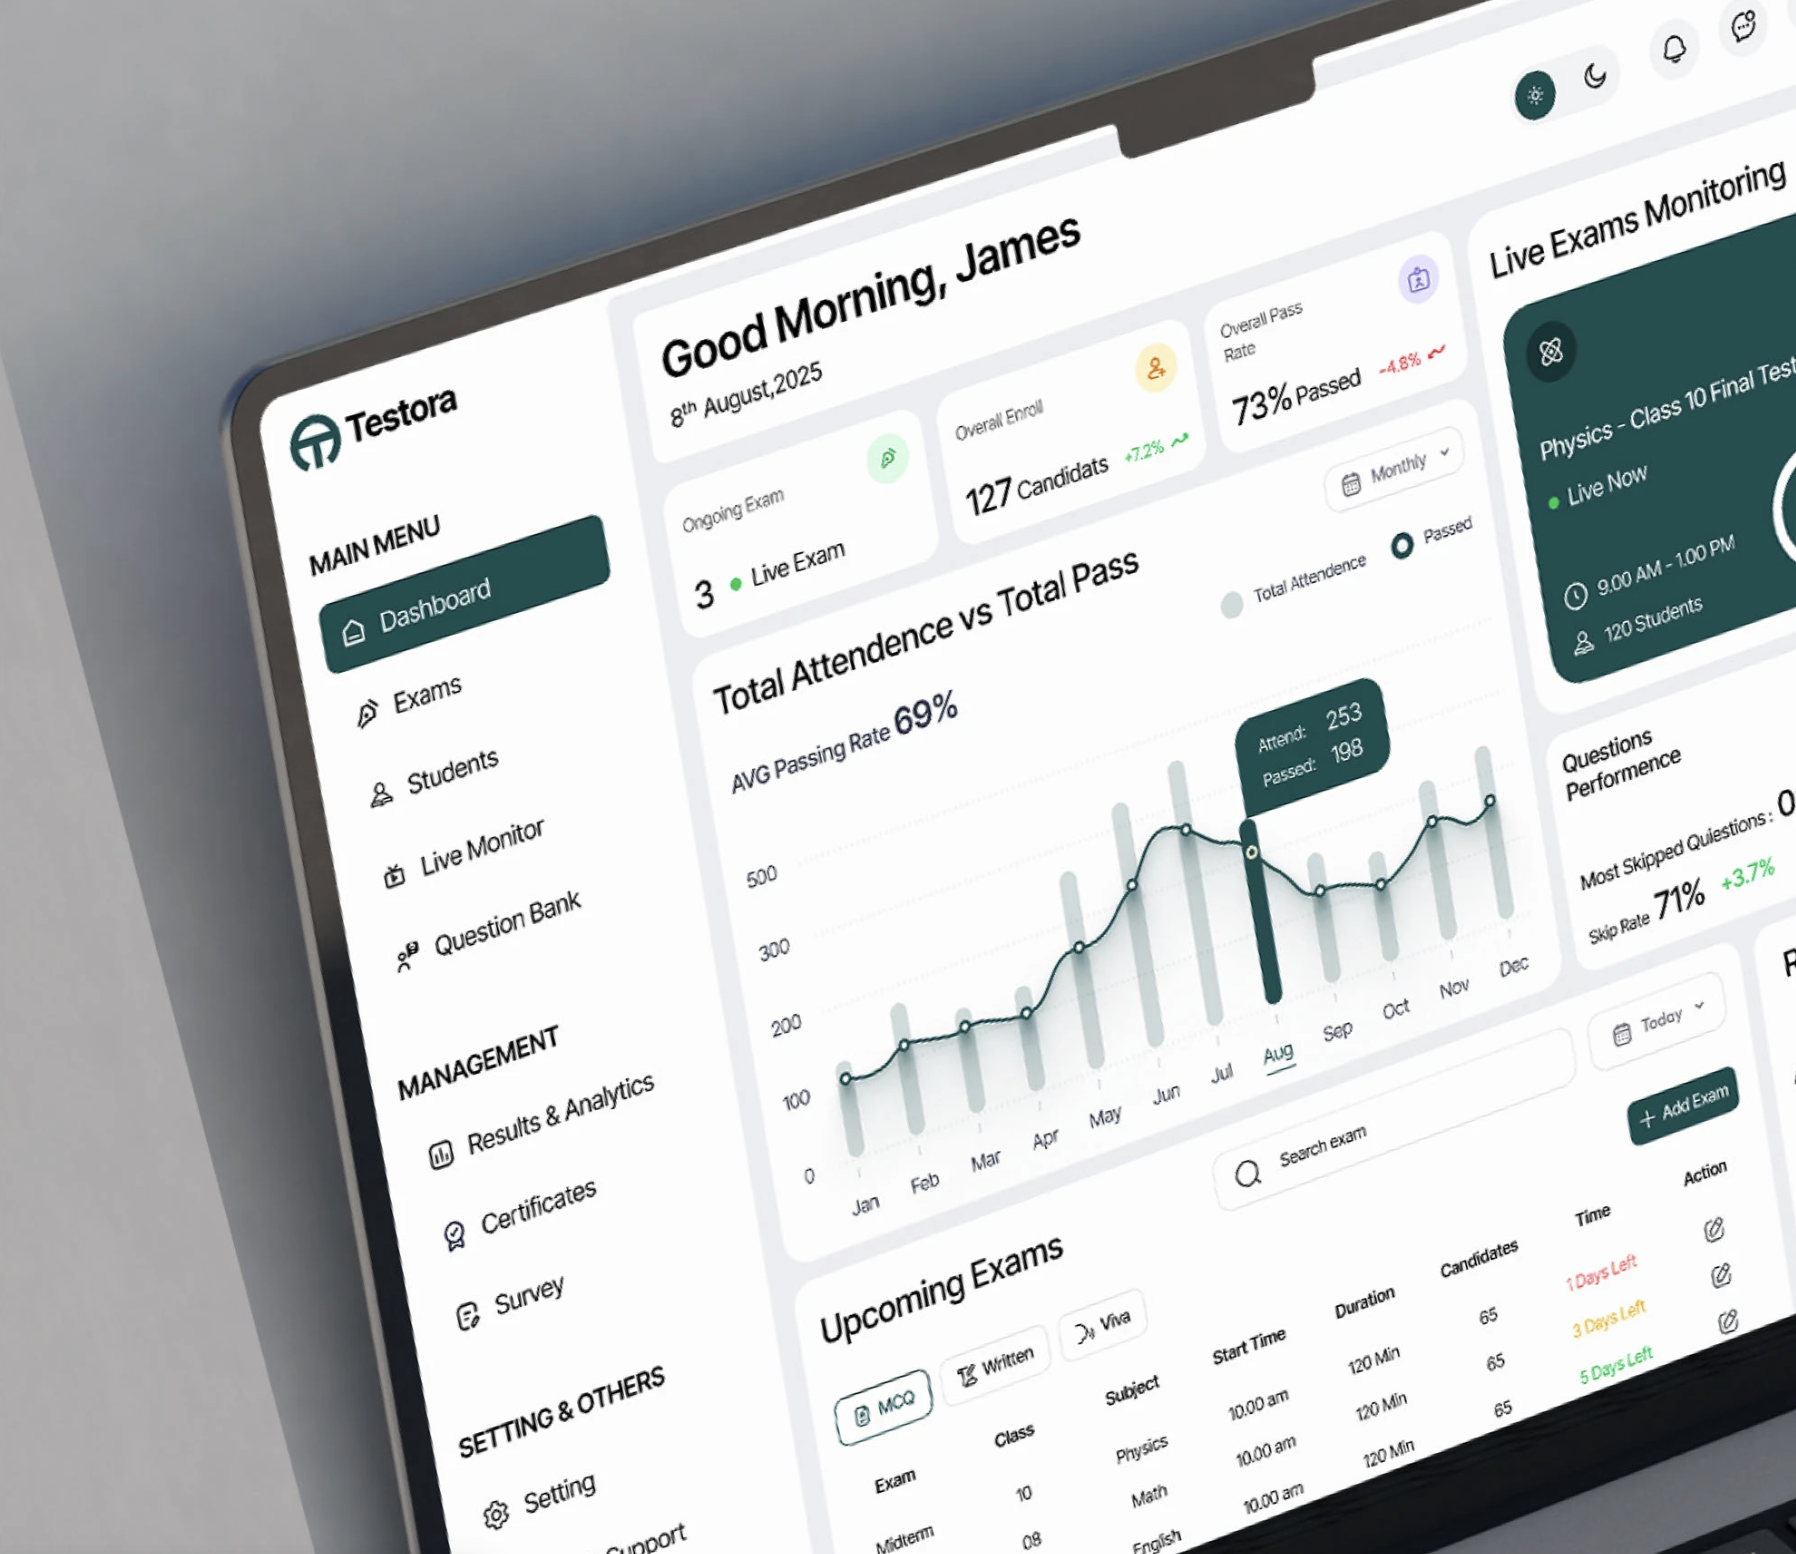 Testora
MAIN MENU
Dashboard
Exams
Students
Live Monitor
Question Bank
MANAGEMENT
Results & Analytics
Certificates
Survey
SETTING & OTHERS
Setting
Support
Good Morning, James
8th August,2025
Ongoing Exam
3 Live Exam
Overall Enroll
127 Candidats +7.2%
Overall Pass
Rate
73% Passed -4.8%
Total Attendence vs Total Pass
Monthly
AVG Passing Rate 69%
Total Attendence
Passed
Attend: 253
Passed: 198
500
300
200
100
0
Jan Feb Mar Apr May Jun Jul Aug Sep Oct Nov Dec
Live Exams Monitoring
Physics - Class 10 Final Test
Live Now
9.00 AM - 1.00 PM
120 Students
Questions
Performence
Most Skipped Quiestions :
Skip Rate 71% +3.7%
Upcoming Exams
Search exam
Today
MCQ
Written
Viva
+ Add Exam
Exam Class Subject Start Time Duration Candidates Time Action
Midterm 10 Physics 10.00 am 120 Min 65 1 Days Left
08 Math 10.00 am 120 Min 65 3 Days Left
English 10.00 am 120 Min 65 5 Days Left